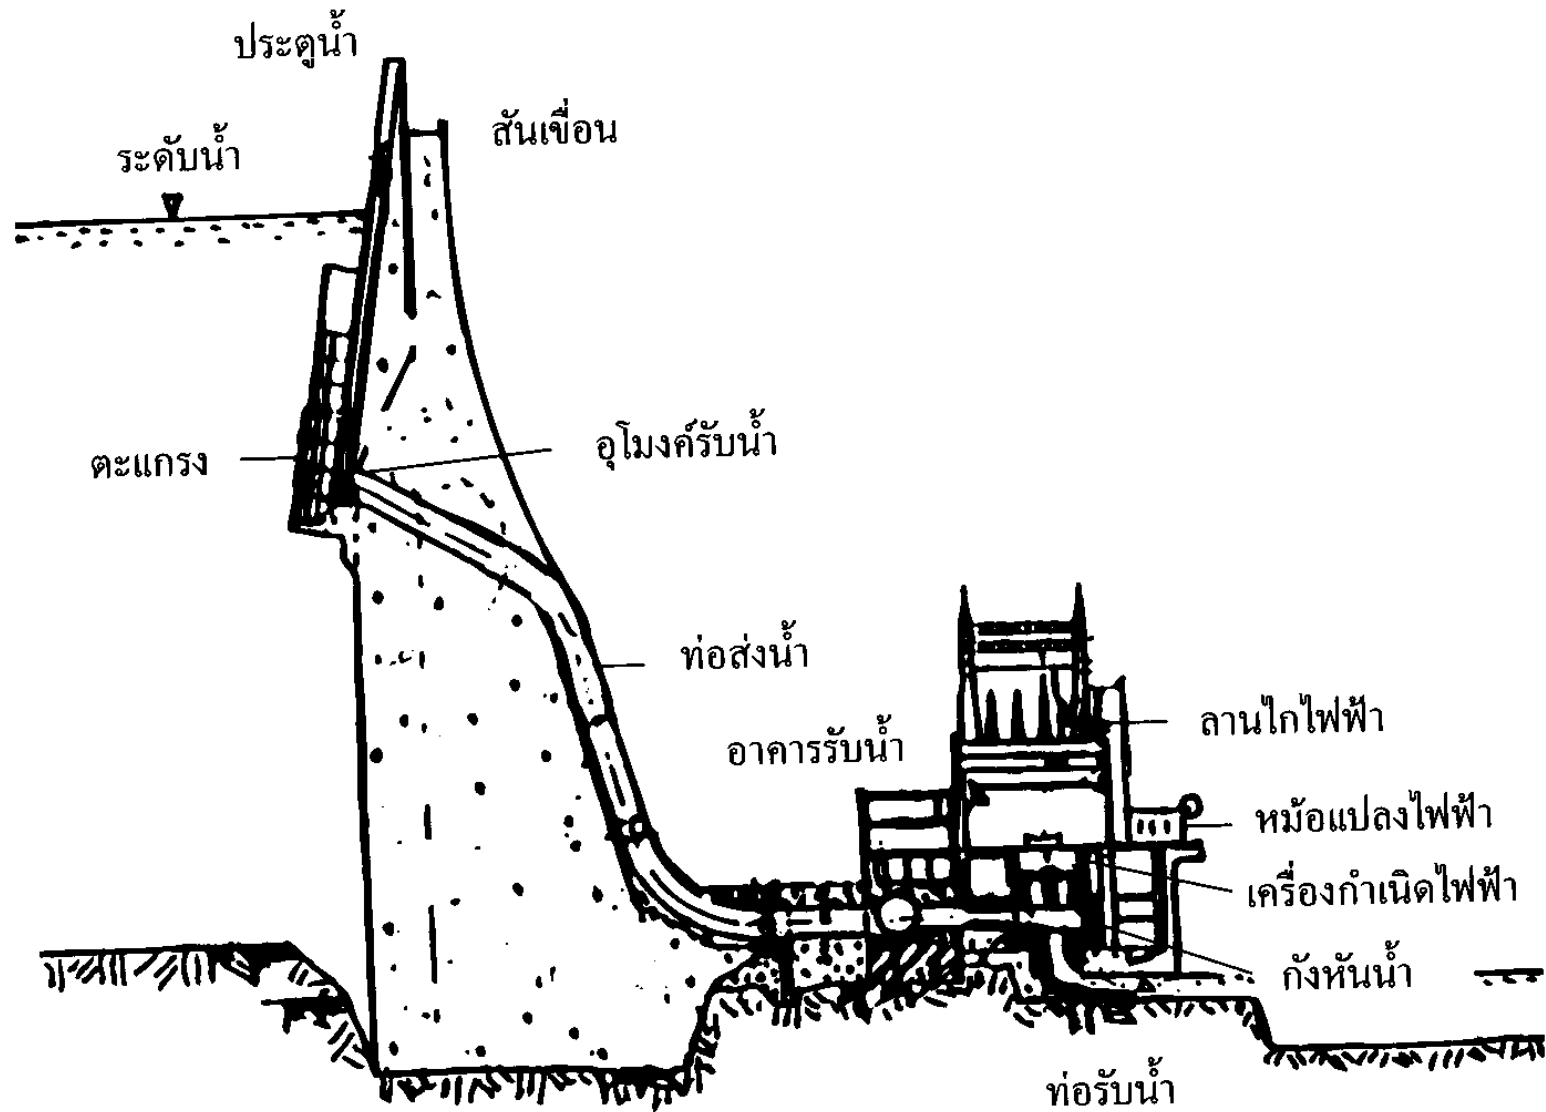 ประตูน้ำ
สันเขื่อน
ระดับน้ำ
อุโมงค์รับน้ำ
ตะแกรง
ท่อส่งน้ำ
ลานไกไฟฟ้า
อาคารรับน้ำ
หม้อแปลงไฟฟ้า
เครื่องกำเนิดไฟฟ้า
กังหันน้ำ
ท่อรับน้ำ